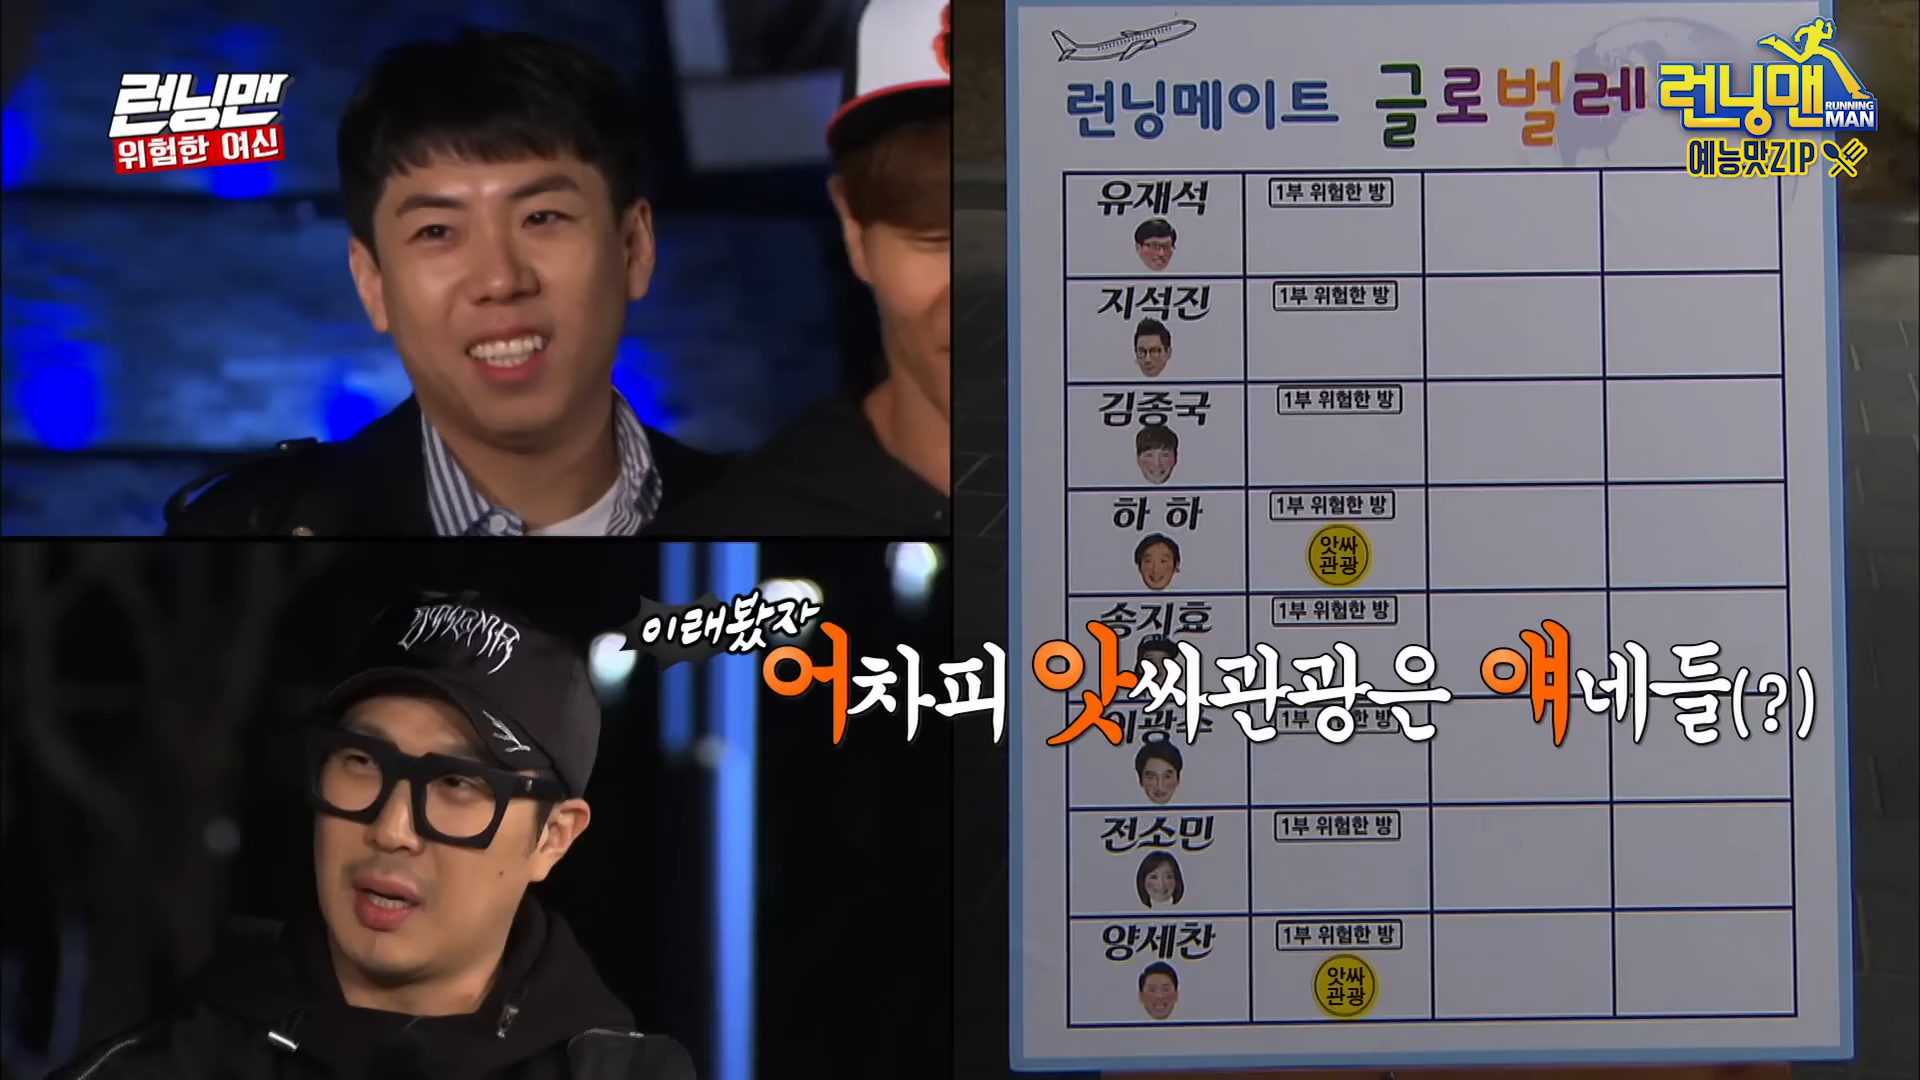 런닝맨
위험한 여신
런닝메이트 글로벌레
런닝맨
RUNNING
MAN
예능맛ZIP
유재석
1부 위험한 방
지석진
1부 위험한 방
김종국
1부 위험한 방
하 하
1부 위험한 방
앗싸
관광
송지효
1부 위험한 방
이광수
1부 위험한 방
전소민
1부 위험한 방
양세찬
1부 위험한 방
앗싸
관광
이래봤자
어차피 앗싸관광은 얘네들(?)